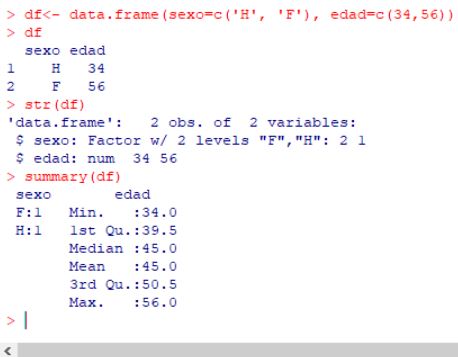 > df<- data.frame(sexo=c('H', 'F'), edad=c(34,56))
> df
  sexo edad
1    H   34
2    F   56
> str(df)
'data.frame':   2 obs. of  2 variables:
 $ sexo: Factor w/ 2 levels "F","H": 2 1
 $ edad: num  34 56
> summary(df)
 sexo       edad
 F:1   Min.   :34.0
 H:1   1st Qu.:39.5
       Median :45.0
       Mean   :45.0
       3rd Qu.:50.5
       Max.   :56.0
> |